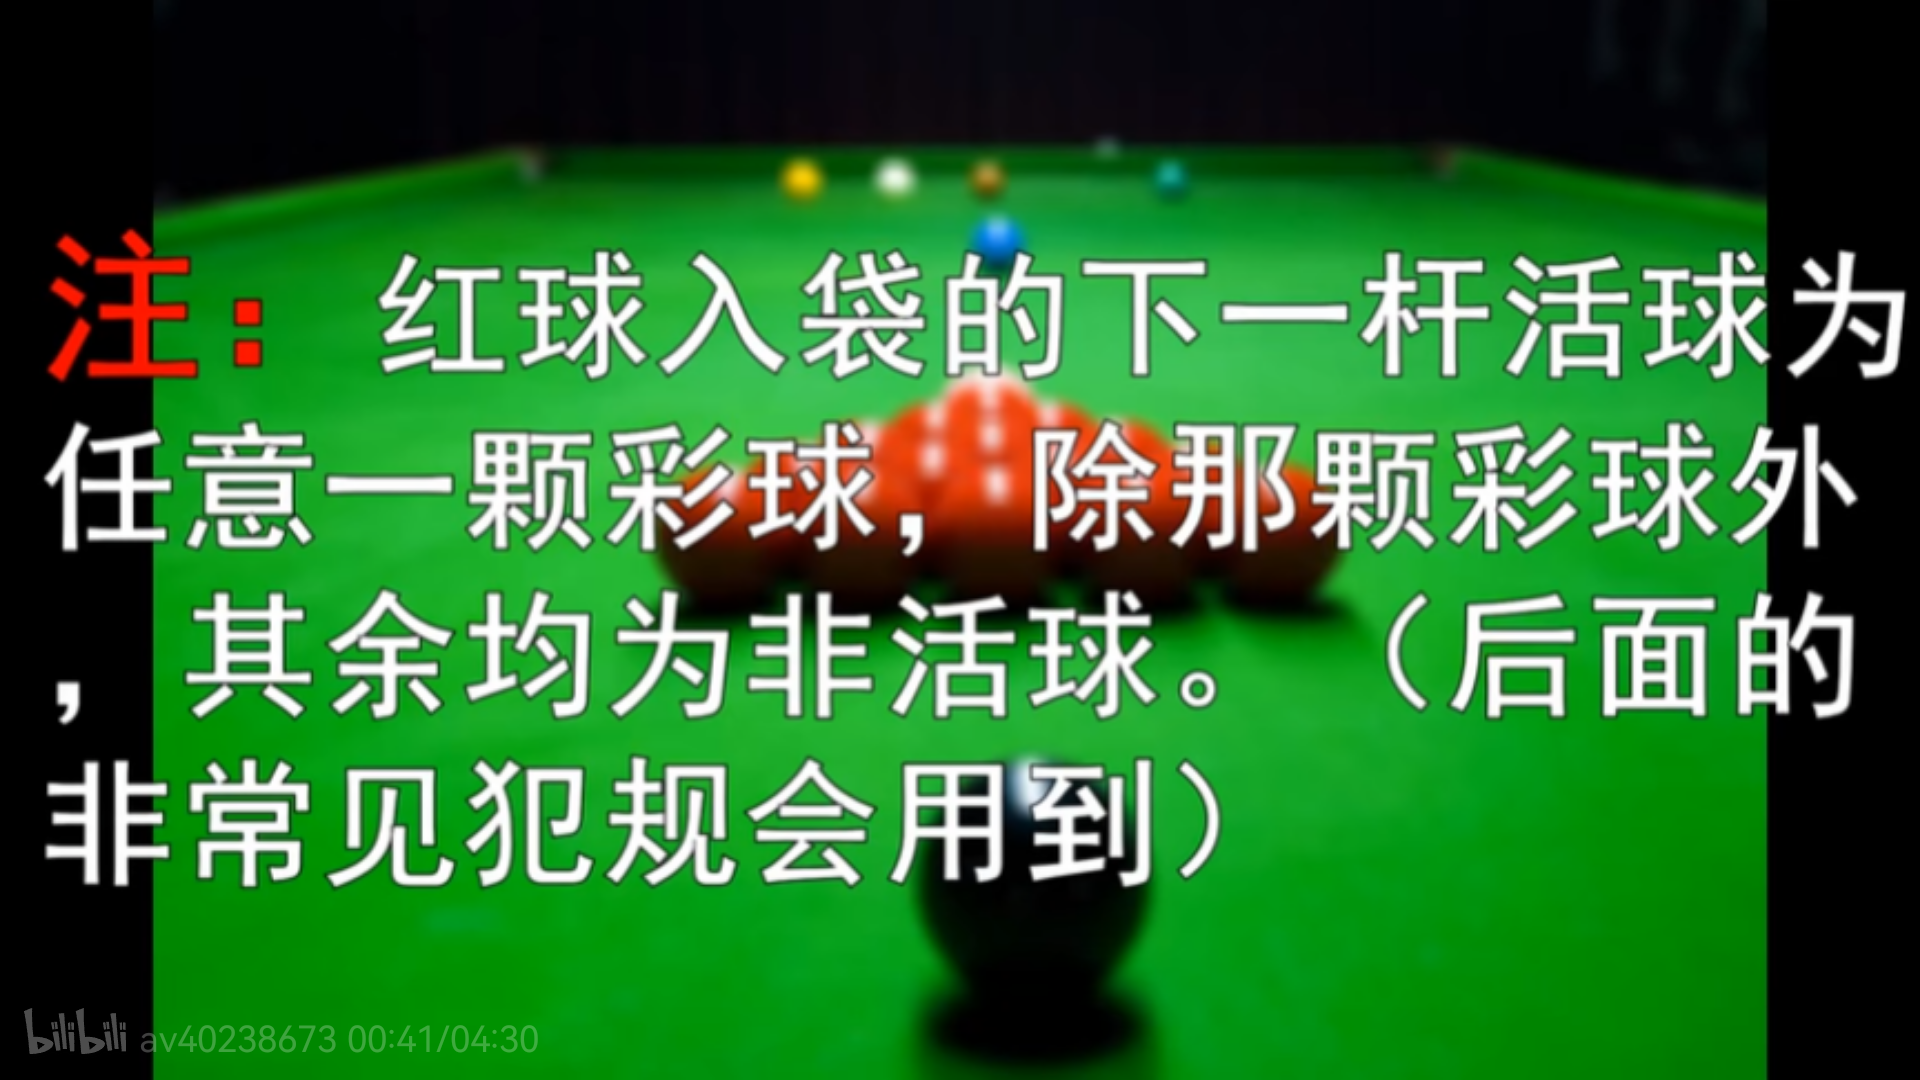 注：红球入袋的下一杆活球为
任意一颗彩球，除那颗彩球外
，其余均为非活球。（后面的
非常见犯规会用到）
bilibili av40238673 00:41/04:30